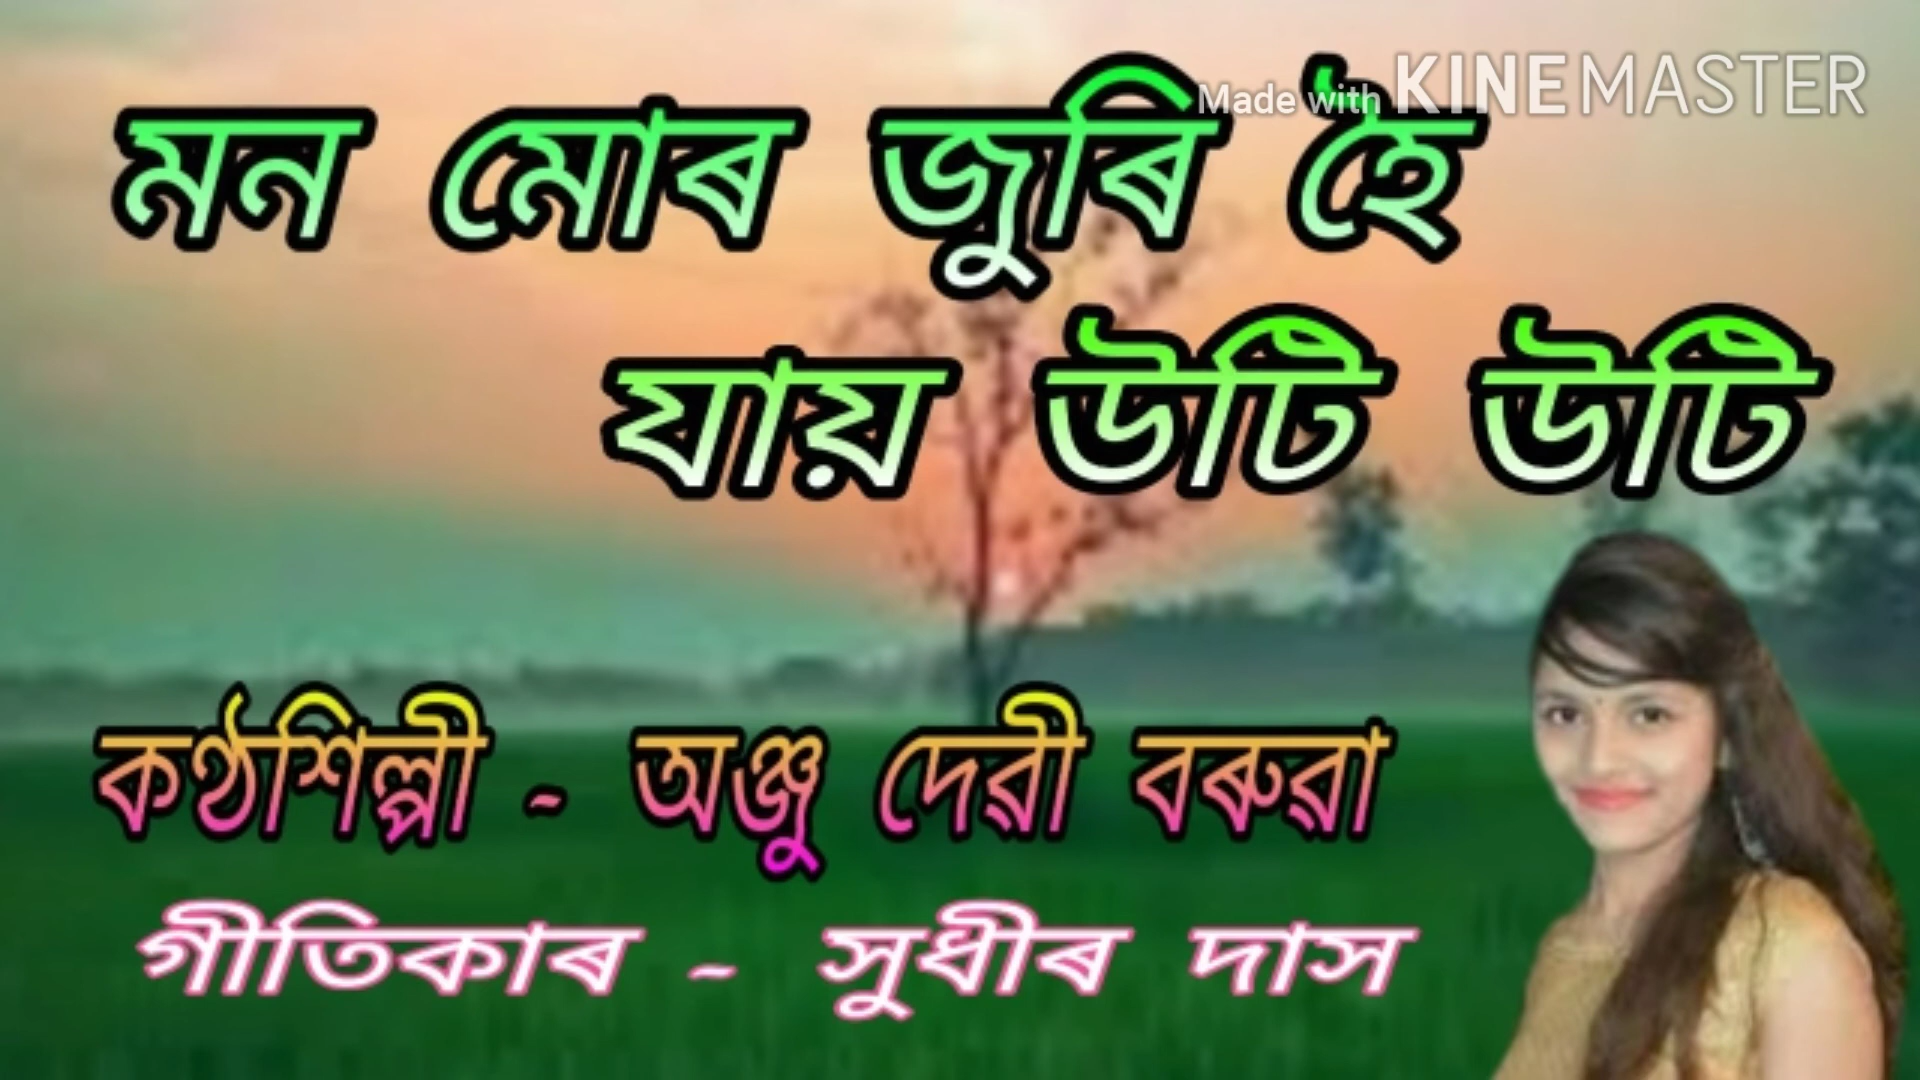 Made with KINEMASTER
মন মোৰ জুৰি হৈ
যায় উটি উটি
কণ্ঠশিল্পী - অঞ্জু দেৱী বৰুৱা
গীতিকাৰ - সুধীৰ দাস